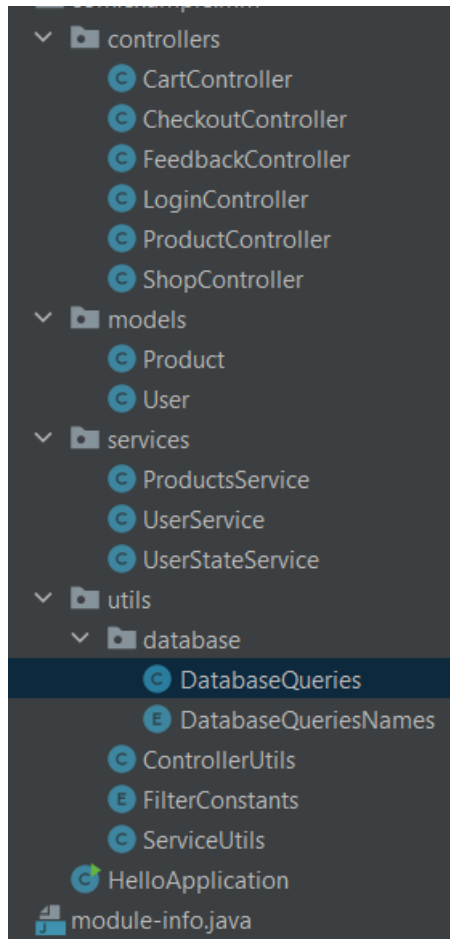 controllers
CartController
CheckoutController
FeedbackController
LoginController
ProductController
ShopController
models
Product
User
services
ProductsService
UserService
UserStateService
utils
database
DatabaseQueries
DatabaseQueriesNames
ControllerUtils
FilterConstants
ServiceUtils
HelloApplication
module-info.java